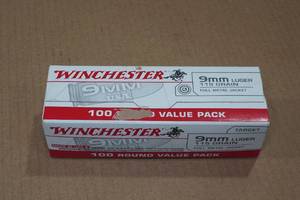 WINCHESTER
9mm LUGER
115 GRAIN
FULL METAL JACKET
9MM
USA
100 VALUE PACK
WINCHESTER
9mm LUGER
115 GRAIN
TARGET
100 ROUND VALUE PACK